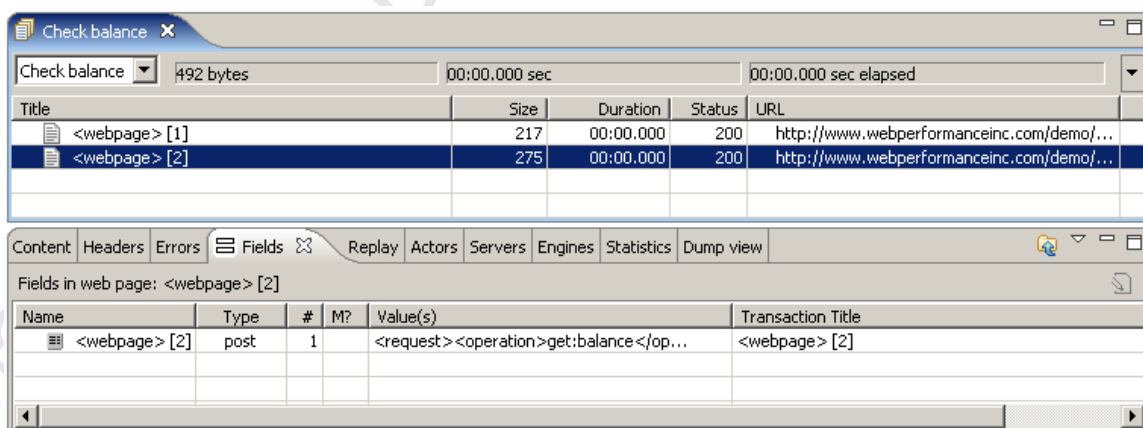 Check balance
Check balance 492 bytes 00:00.000 sec 00:00.000 sec elapsed
Title Size Duration Status URL
<webpage> [1] 217 00:00.000 200 http://www.webperformanceinc.com/demo/...
<webpage> [2] 275 00:00.000 200 http://www.webperformanceinc.com/demo/...
Content Headers Errors Fields Replay Actors Servers Engines Statistics Dump view
Fields in web page: <webpage> [2]
Name Type # M? Value(s) Transaction Title
<webpage> [2] post 1 <request><operation>get:balance</op... <webpage> [2]